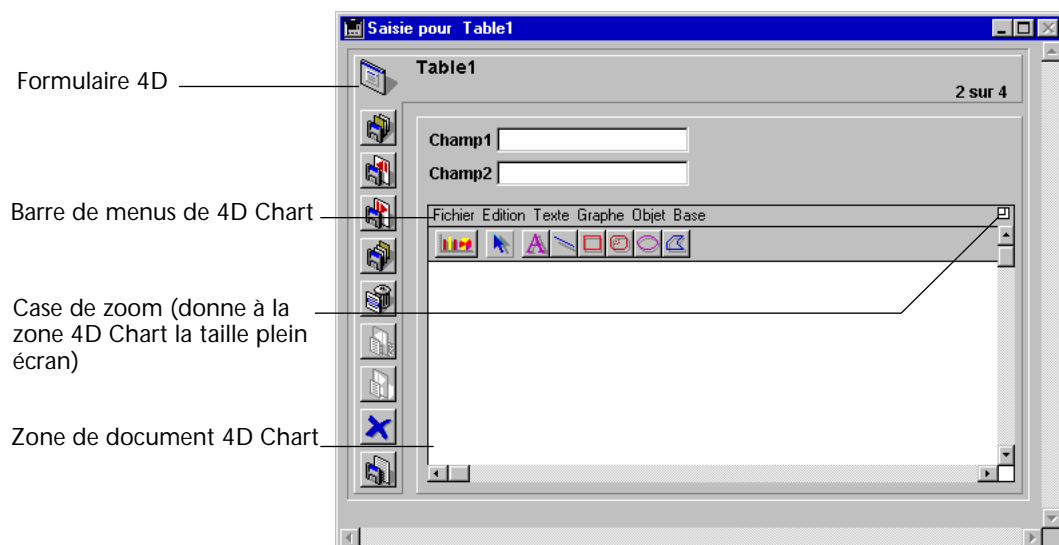 Saisie pour Table1
Formulaire 4D
Table1
2 sur 4
Champ1
Champ2
Barre de menus de 4D Chart
Fichier Edition Texte Graphe Objet Base
Case de zoom (donne à la
zone 4D Chart la taille plein
écran)
Zone de document 4D Chart